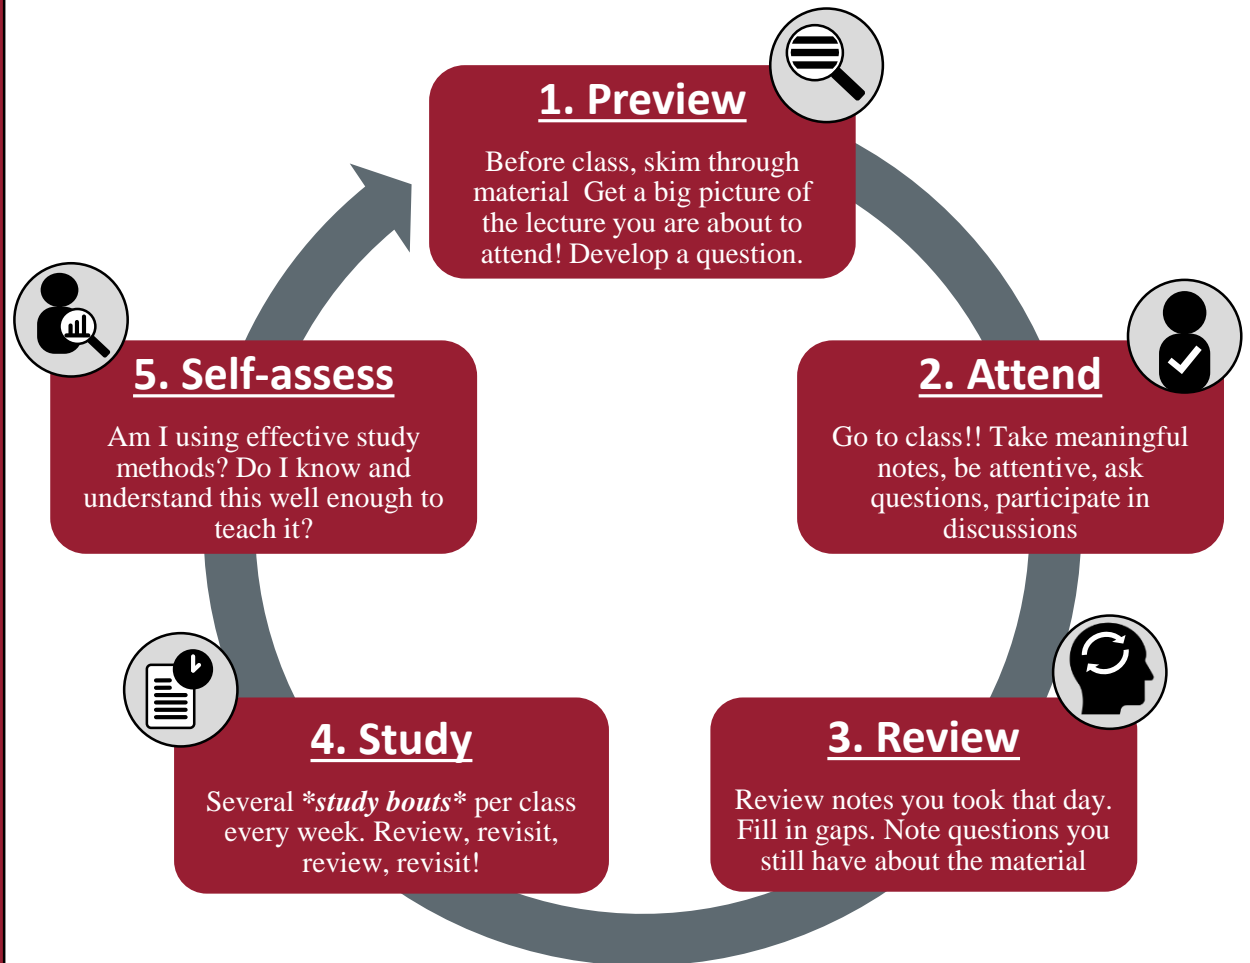 1. Preview
Before class, skim through
material  Get a big picture of
the lecture you are about to
attend! Develop a question.
2. Attend
Go to class!! Take meaningful
notes, be attentive, ask
questions, participate in
discussions
3. Review
Review notes you took that day.
Fill in gaps. Note questions you
still have about the material
4. Study
Several *study bouts* per class
every week. Review, revisit,
review, revisit!
5. Self-assess
Am I using effective study
methods? Do I know and
understand this well enough to
teach it?